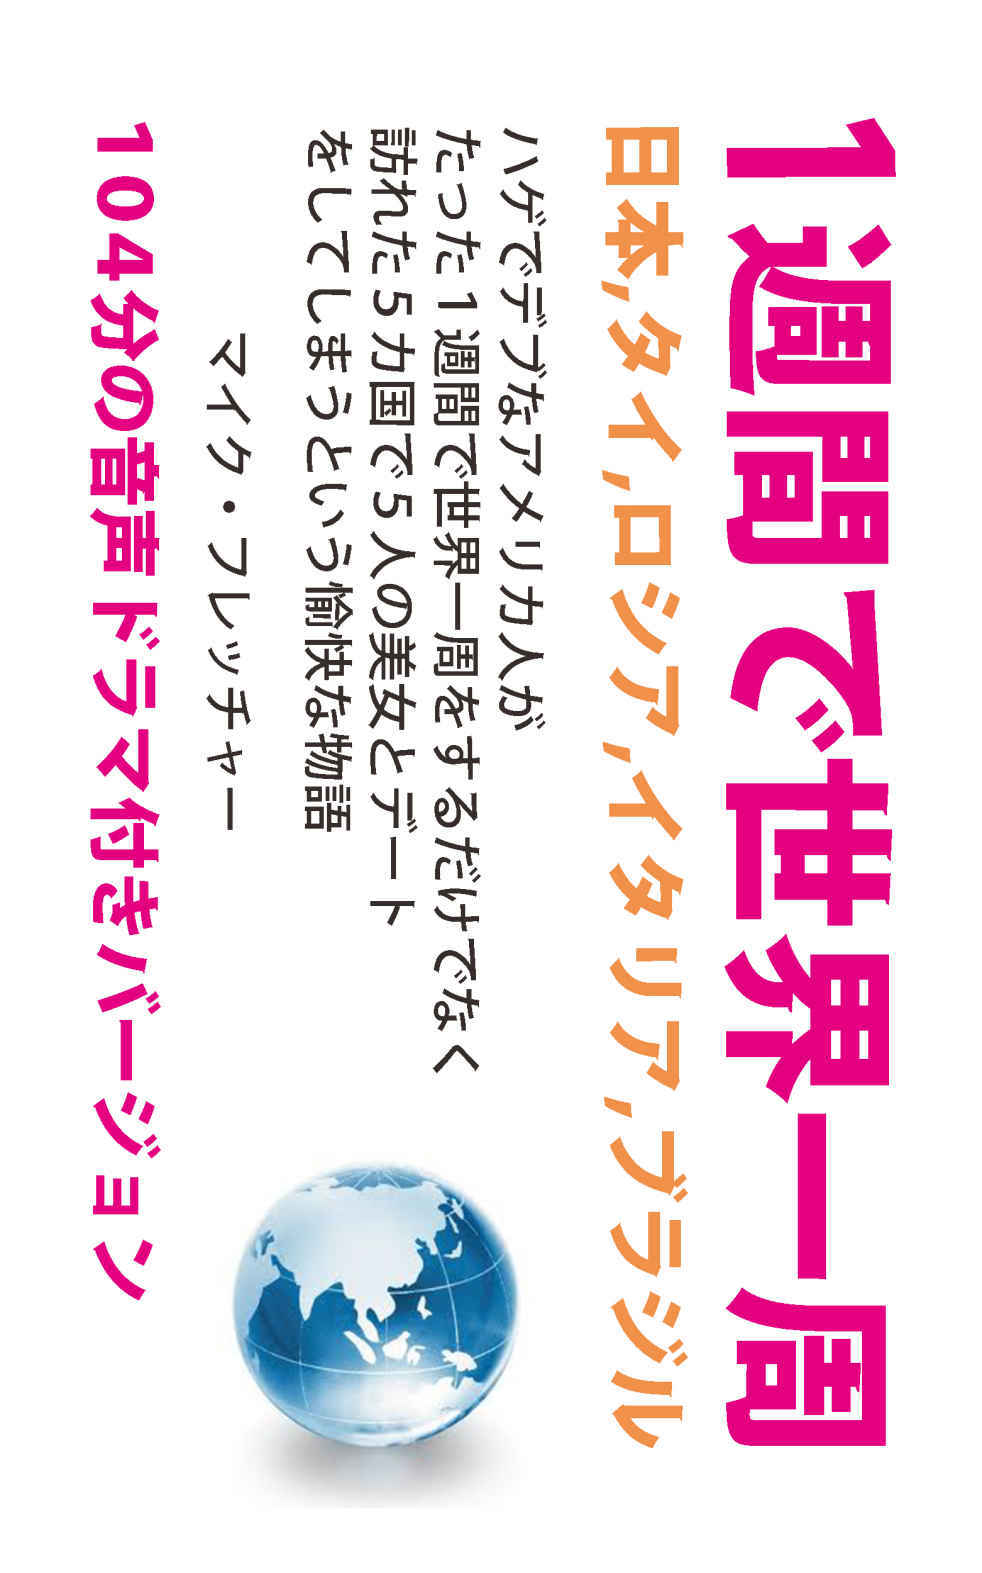 1週間で世界一周
日本,タイ,ロシア,イタリア,ブラジル
ハゲでデブなアメリカ人が
たった1週間で世界一周をするだけでなく
訪れた5カ国で5人の美女とデート
をしてしまうという愉快な物語
マイク・フレッチャー
104分の音声ドラマ付きバージョン